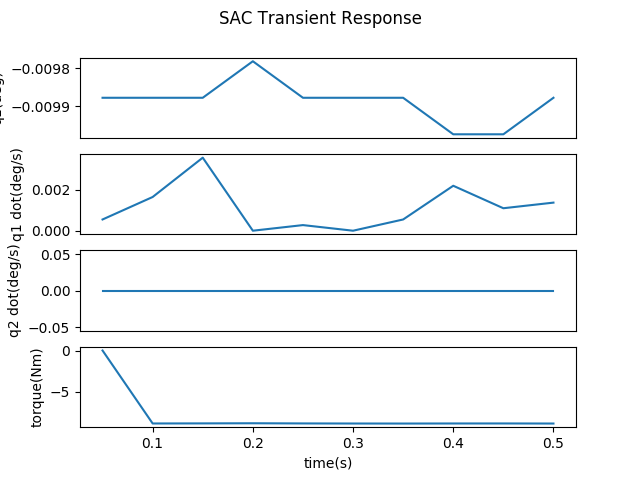 SAC Transient Response
−0.0098
−0.0099
q1 dot(deg/s)
0.002
0.000
q2 dot(deg/s)
0.05
0.00
−0.05
torque(Nm)
0
−5
0.1 0.2 0.3 0.4 0.5
time(s)